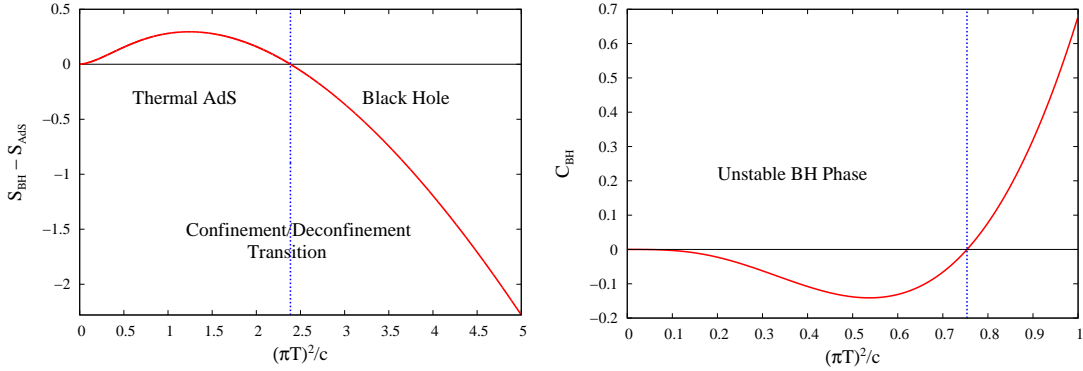 0.5
0
−0.5
−1
−1.5
−2
S_BH − S_AdS
Thermal AdS
Black Hole
Confinement/Deconfinement
Transition
0 0.5 1 1.5 2 2.5 3 3.5 4 4.5 5
(πT)²/c
0.7
0.6
0.5
0.4
0.3
0.2
0.1
0
−0.1
−0.2
C_BH
Unstable BH Phase
0 0.1 0.2 0.3 0.4 0.5 0.6 0.7 0.8 0.9 1
(πT)²/c